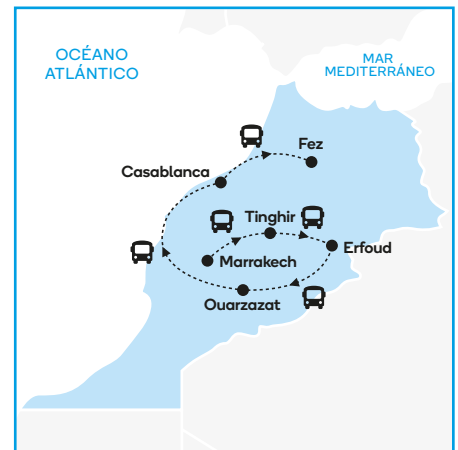 OCÉANO
ATLÁNTICO
MAR
MEDITERRÁNEO
Fez
Casablanca
Tinghir
Erfoud
Marrakech
Ouarzazat